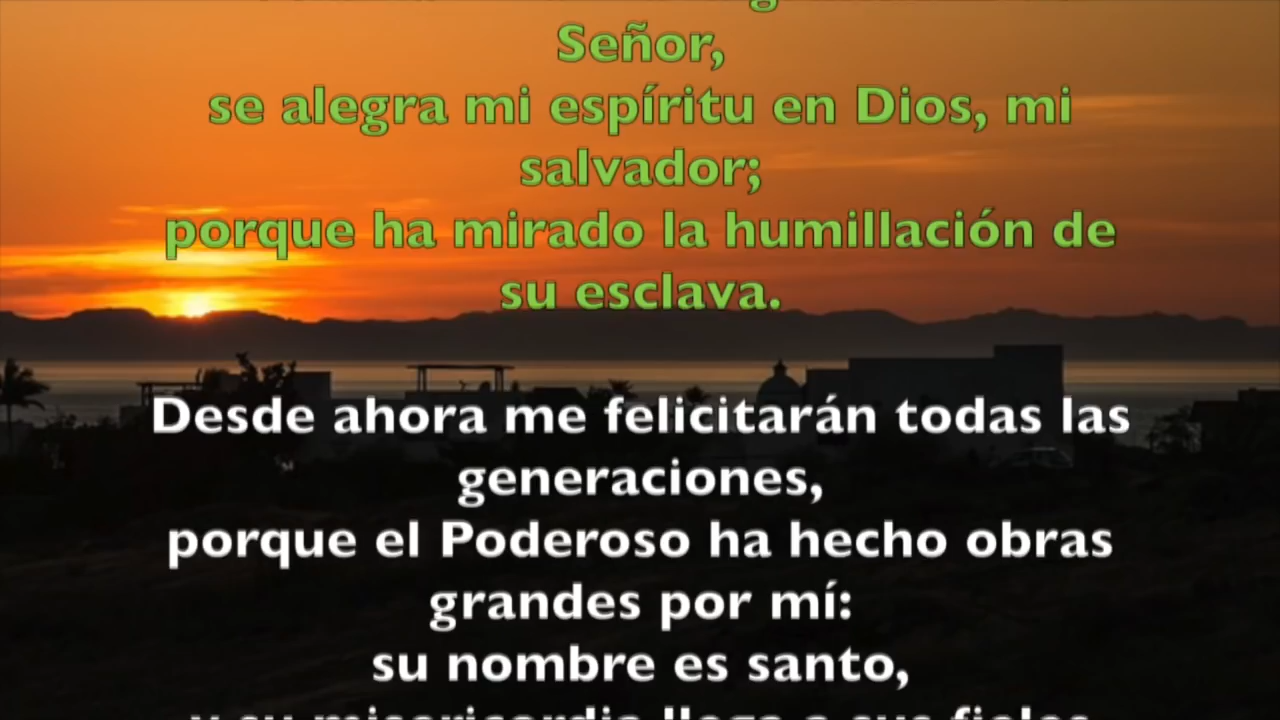 Señor,
se alegra mi espíritu en Dios, mi
salvador;
porque ha mirado la humillación de
su esclava.
Desde ahora me felicitarán todas las
generaciones,
porque el Poderoso ha hecho obras
grandes por mí:
su nombre es santo,
y su misericordia llega a sus fieles